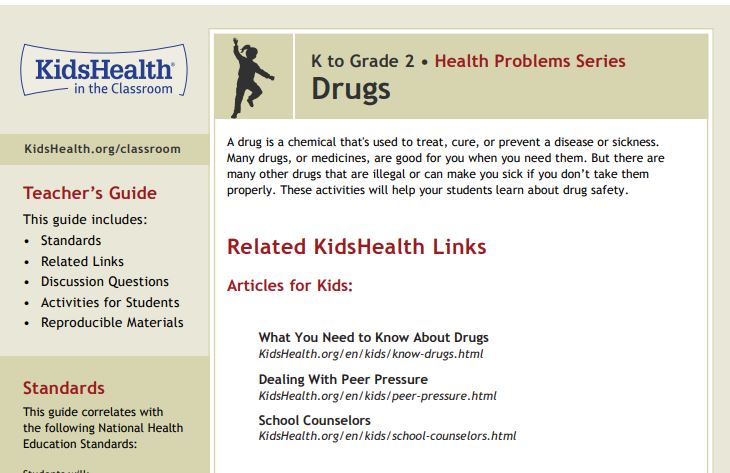 KidsHealth®
in the Classroom
KidsHealth.org/classroom
Teacher’s Guide
This guide includes:
• Standards
• Related Links
• Discussion Questions
• Activities for Students
• Reproducible Materials
Standards
This guide correlates with
the following National Health
Education Standards:
Students will:
K to Grade 2 • Health Problems Series
Drugs
A drug is a chemical that's used to treat, cure, or prevent a disease or sickness.
Many drugs, or medicines, are good for you when you need them. But there are
many other drugs that are illegal or can make you sick if you don’t take them
properly. These activities will help your students learn about drug safety.
Related KidsHealth Links
Articles for Kids:
What You Need to Know About Drugs
KidsHealth.org/en/kids/know-drugs.html
Dealing With Peer Pressure
KidsHealth.org/en/kids/peer-pressure.html
School Counselors
KidsHealth.org/en/kids/school-counselors.html